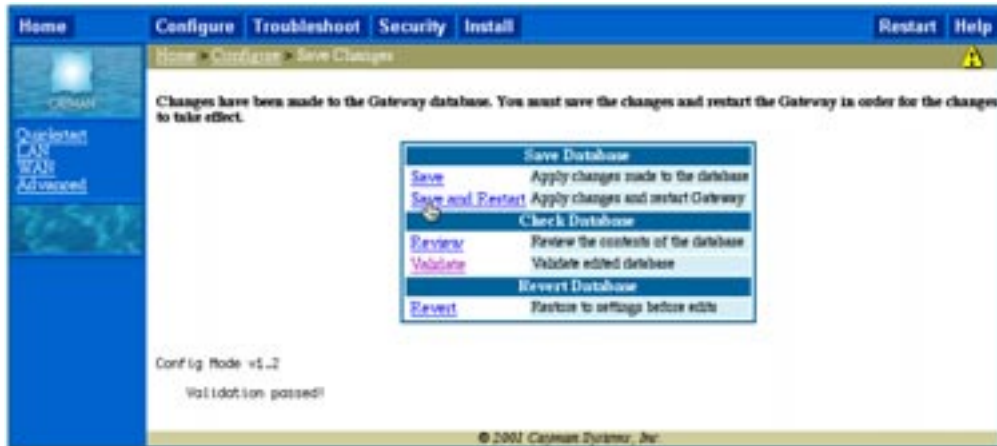 Home Configure Troubleshoot Security Install Restart Help
Home > Configure > Save Changes
CAYMAN
Changes have been made to the Gateway database. You must save the changes and restart the Gateway in order for the changes
to take effect.
Quickstart
LAN
WAN
Advanced
Save Database
Save Apply changes made to the database
Save and Restart Apply changes and restart Gateway
Check Database
Review Review the contents of the database
Validate Validate edited database
Revert Database
Revert Restore to settings before edits
Config Mode v1.2
Validation passed!
© 2001 Cayman Systems, Inc.